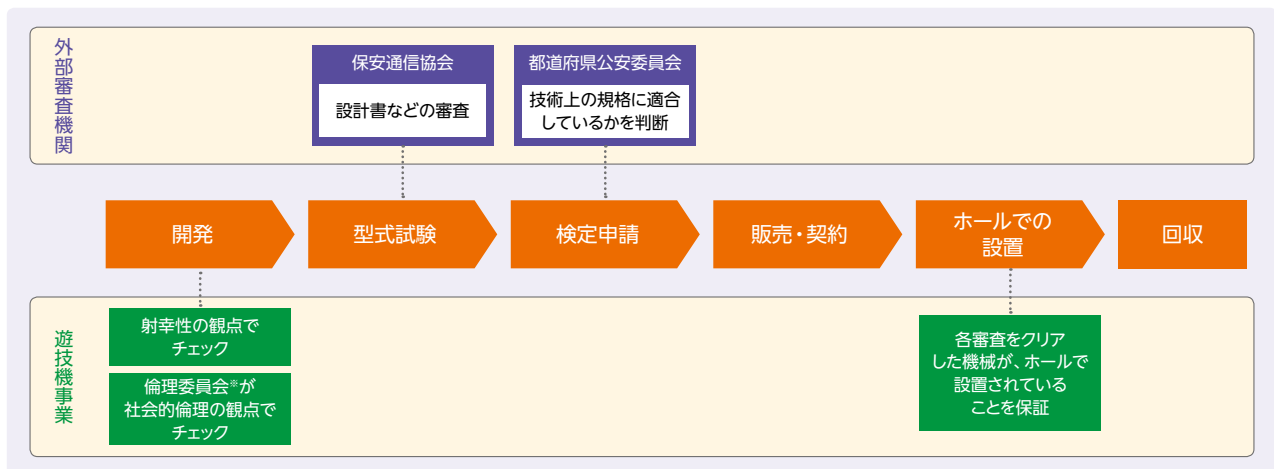 外部審査機関
保安通信協会
設計書などの審査
都道府県公安委員会
技術上の規格に適合
しているかを判断
開発
型式試験
検定申請
販売・契約
ホールでの
設置
回収
遊技機事業
射幸性の観点で
チェック
倫理委員会※が
社会的倫理の観点で
チェック
各審査をクリア
した機械が、ホールで
設置されている
ことを保証